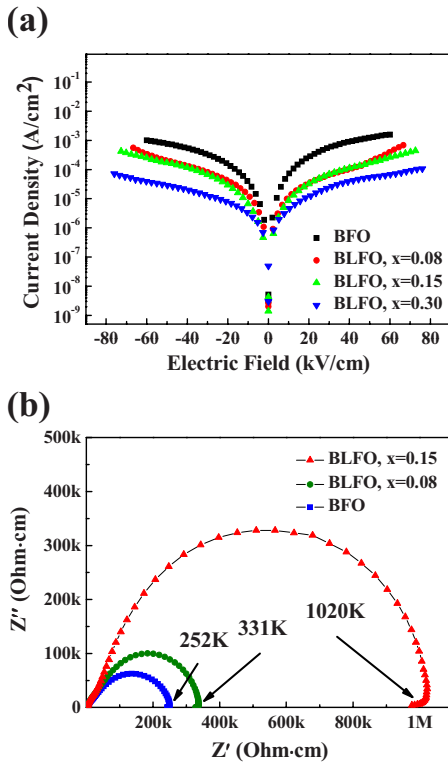 (a)
Current Density (A/cm²)
10⁻¹
10⁻²
10⁻³
10⁻⁴
10⁻⁵
10⁻⁶
10⁻⁷
10⁻⁸
10⁻⁹
BFO
BLFO, x=0.08
BLFO, x=0.15
BLFO, x=0.30
-80 -60 -40 -20 0 20 40 60 80
Electric Field (kV/cm)
(b)
Z'' (Ohm·cm)
500k
400k
300k
200k
100k
0
BLFO, x=0.15
BLFO, x=0.08
BFO
252K
331K
1020K
200k 400k 600k 800k 1M
Z' (Ohm·cm)